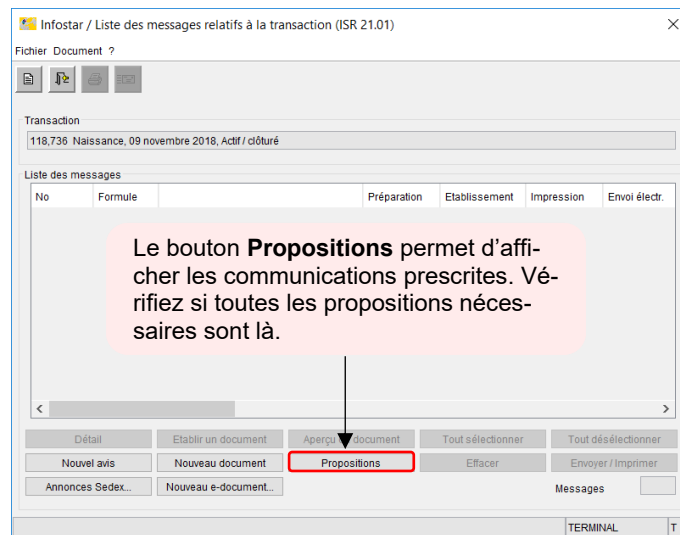 Infostar / Liste des messages relatifs à la transaction (ISR 21.01)
Fichier Document ?
Transaction
118,736 Naissance, 09 novembre 2018, Actif / clôturé
Liste des messages
No Formule Préparation Etablissement Impression Envoi électr.
Le bouton Propositions permet d'affi-
cher les communications prescrites. Vé-
rifiez si toutes les propositions néces-
saires sont là.
Détail Etablir un document Aperçu document Tout sélectionner Tout désélectionner
Nouvel avis Nouveau document Propositions Effacer Envoyer / Imprimer
Annonces Sedex... Nouveau e-document... Messages
TERMINAL T